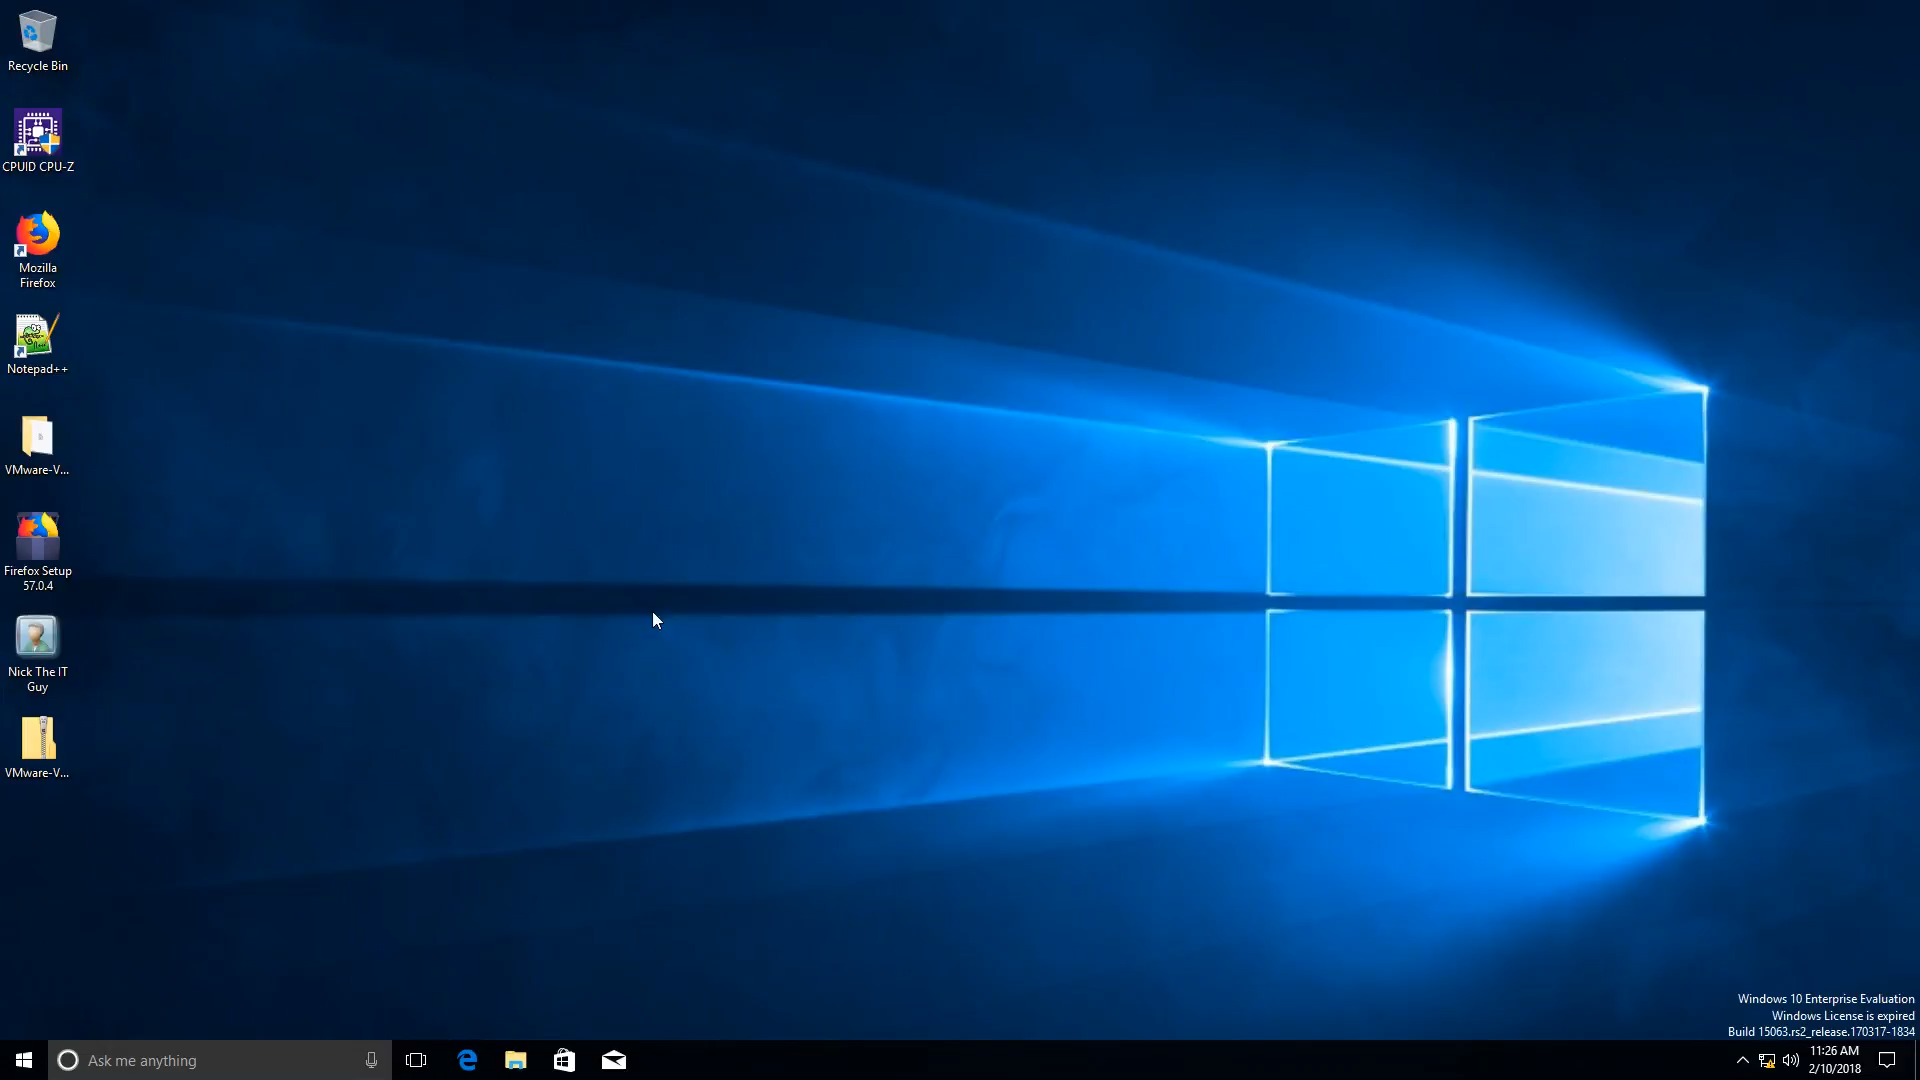 Recycle Bin
CPUID CPU-Z
Mozilla
Firefox
Notepad++
VMware-V...
Firefox Setup
57.0.4
Nick The IT
Guy
VMware-V...
Windows 10 Enterprise Evaluation
Windows License is expired
Build 15063.rs2_release.170317-1834
Ask me anything
11:26 AM
2/10/2018